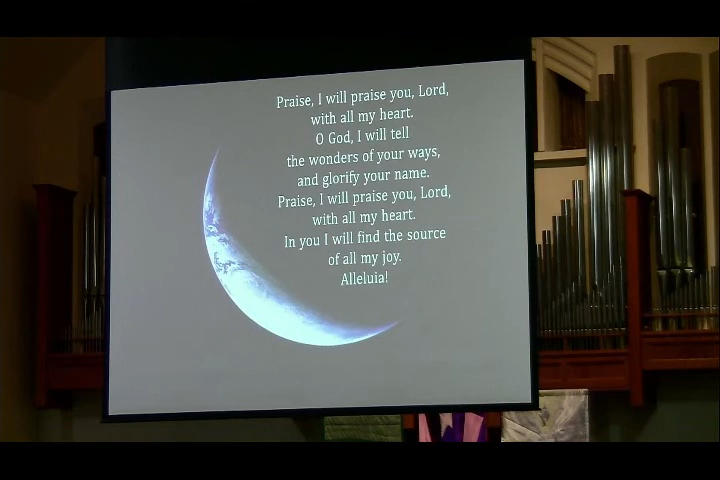 Praise, I will praise you, Lord,
with all my heart.
O God, I will tell
the wonders of your ways,
and glorify your name.
Praise, I will praise you, Lord,
with all my heart.
In you I will find the source
of all my joy.
Alleluia!